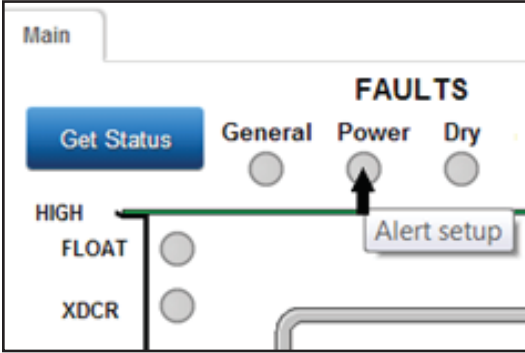 Main
FAULTS
Get Status
General Power Dry
HIGH
Alert setup
FLOAT
XDCR